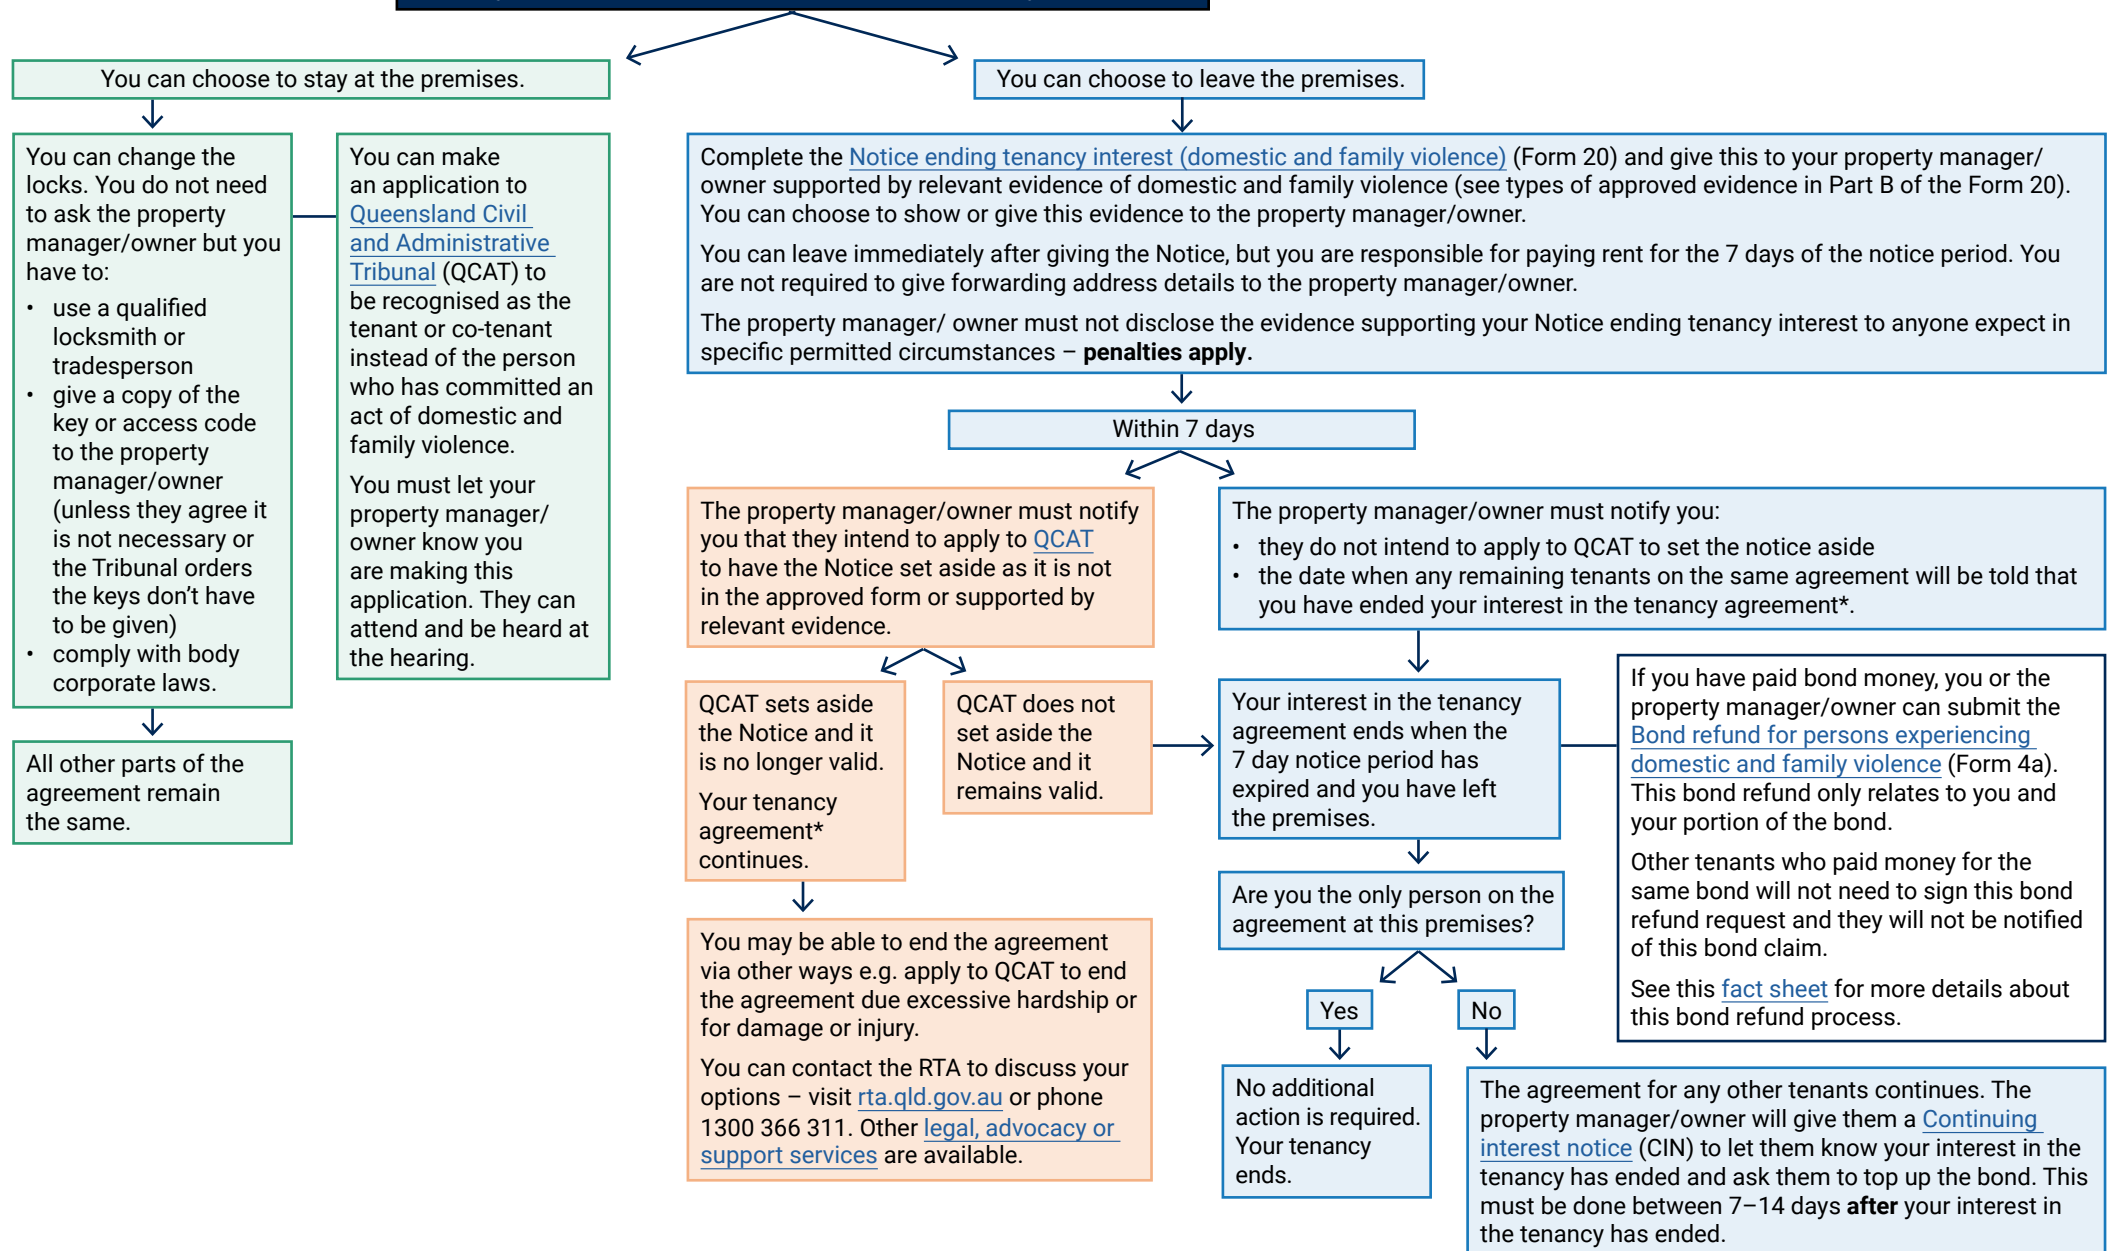 You can choose to stay at the premises.
You can change the
locks. You do not need
to ask the property
manager/owner but you
have to:
• use a qualified
locksmith or
tradesperson
• give a copy of the
key or access code
to the property
manager/owner
(unless they agree it
is not necessary or
the Tribunal orders
the keys don't have
to be given)
• comply with body
corporate laws.
All other parts of the
agreement remain
the same.
You can make
an application to
Queensland Civil
and Administrative
Tribunal (QCAT) to
be recognised as the
tenant or co-tenant
instead of the person
who has committed an
act of domestic and
family violence.
You must let your
property manager/
owner know you
are making this
application. They can
attend and be heard at
the hearing.
You can choose to leave the premises.
Complete the Notice ending tenancy interest (domestic and family violence) (Form 20) and give this to your property manager/
owner supported by relevant evidence of domestic and family violence (see types of approved evidence in Part B of the Form 20).
You can choose to show or give this evidence to the property manager/owner.
You can leave immediately after giving the Notice, but you are responsible for paying rent for the 7 days of the notice period. You
are not required to give forwarding address details to the property manager/owner.
The property manager/ owner must not disclose the evidence supporting your Notice ending tenancy interest to anyone expect in
specific permitted circumstances – penalties apply.
Within 7 days
The property manager/owner must notify
you that they intend to apply to QCAT
to have the Notice set aside as it is not
in the approved form or supported by
relevant evidence.
QCAT sets aside
the Notice and it
is no longer valid.
Your tenancy
agreement*
continues.
QCAT does not
set aside the
Notice and it
remains valid.
You may be able to end the agreement
via other ways e.g. apply to QCAT to end
the agreement due excessive hardship or
for damage or injury.
You can contact the RTA to discuss your
options – visit rta.qld.gov.au or phone
1300 366 311. Other legal, advocacy or
support services are available.
The property manager/owner must notify you:
• they do not intend to apply to QCAT to set the notice aside
• the date when any remaining tenants on the same agreement will be told that
you have ended your interest in the tenancy agreement*.
Your interest in the tenancy
agreement ends when the
7 day notice period has
expired and you have left
the premises.
If you have paid bond money, you or the
property manager/owner can submit the
Bond refund for persons experiencing
domestic and family violence (Form 4a).
This bond refund only relates to you and
your portion of the bond.
Other tenants who paid money for the
same bond will not need to sign this bond
refund request and they will not be notified
of this bond claim.
See this fact sheet for more details about
this bond refund process.
Are you the only person on the
agreement at this premises?
Yes
No
No additional
action is required.
Your tenancy
ends.
The agreement for any other tenants continues. The
property manager/owner will give them a Continuing
interest notice (CIN) to let them know your interest in the
tenancy has ended and ask them to top up the bond. This
must be done between 7–14 days after your interest in
the tenancy has ended.